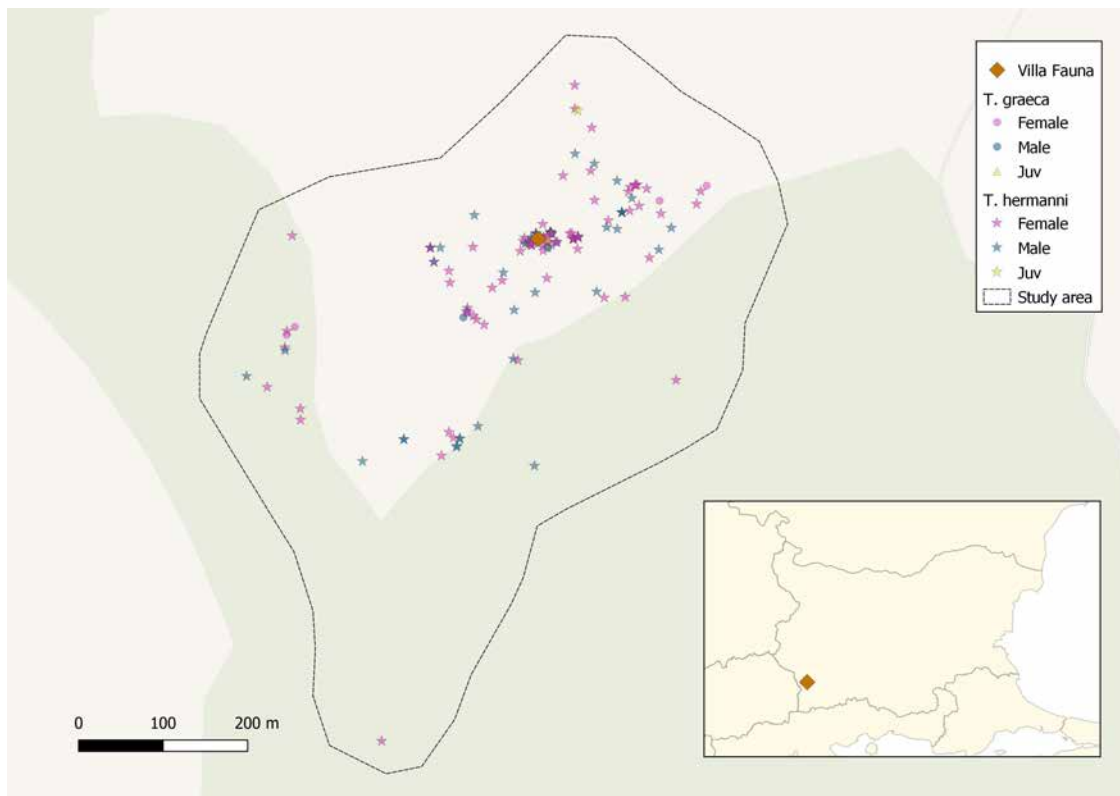 Villa Fauna
T. graeca
Female
Male
Juv
T. hermanni
Female
Male
Juv
Study area
0 100 200 m